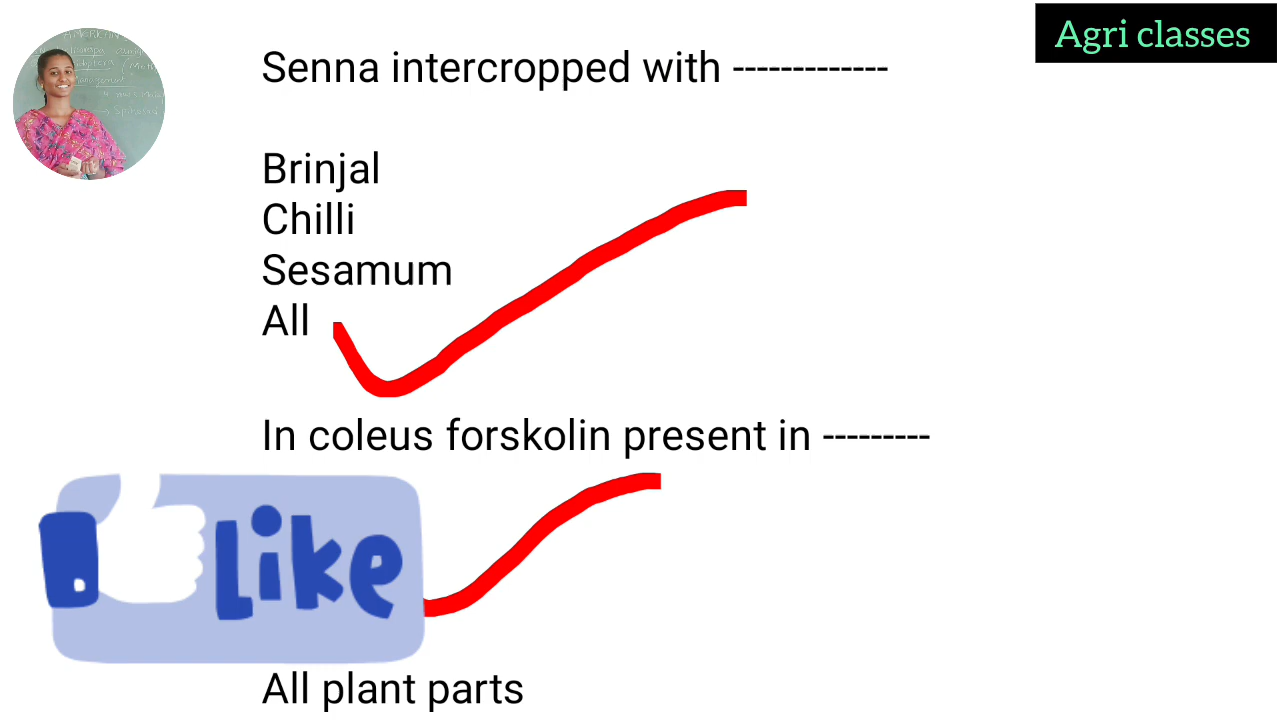 Agri classes
Senna intercropped with -------------
Brinjal
Chilli
Sesamum
All
In coleus forskolin present in ---------
Like
All plant parts